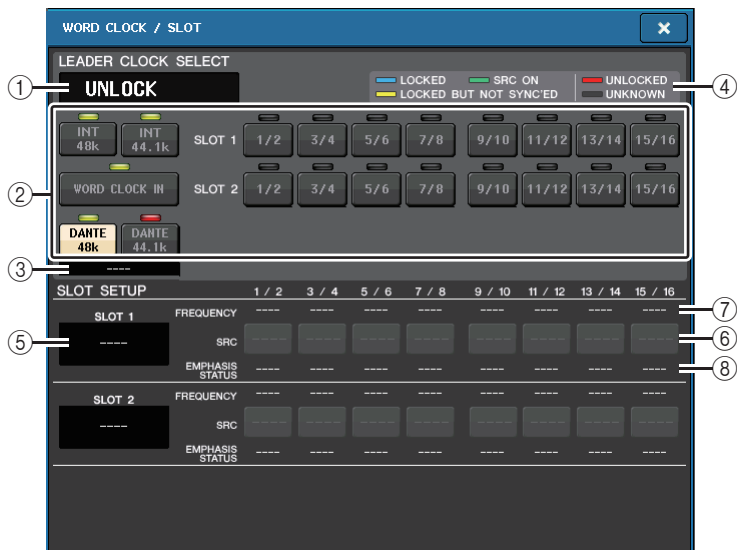 WORD CLOCK / SLOT
LEADER CLOCK SELECT
① UNLOCK
LOCKED SRC ON UNLOCKED ④
LOCKED BUT NOT SYNC'ED UNKNOWN
INT 48k INT 44.1k SLOT 1 1/2 3/4 5/6 7/8 9/10 11/12 13/14 15/16
② WORD CLOCK IN SLOT 2 1/2 3/4 5/6 7/8 9/10 11/12 13/14 15/16
DANTE 48k DANTE 44.1k
③ ----
SLOT SETUP 1 / 2 3 / 4 5 / 6 7 / 8 9 / 10 11 / 12 13 / 14 15 / 16
SLOT 1 FREQUENCY ---- ---- ---- ---- ---- ---- ---- ---- ⑦
⑤ ---- SRC ---- ---- ---- ---- ---- ---- ---- ---- ⑥
EMPHASIS STATUS ---- ---- ---- ---- ---- ---- ---- ---- ⑧
SLOT 2 FREQUENCY ---- ---- ---- ---- ---- ---- ---- ----
---- SRC ---- ---- ---- ---- ---- ---- ---- ----
EMPHASIS STATUS ---- ---- ---- ---- ---- ---- ---- ----